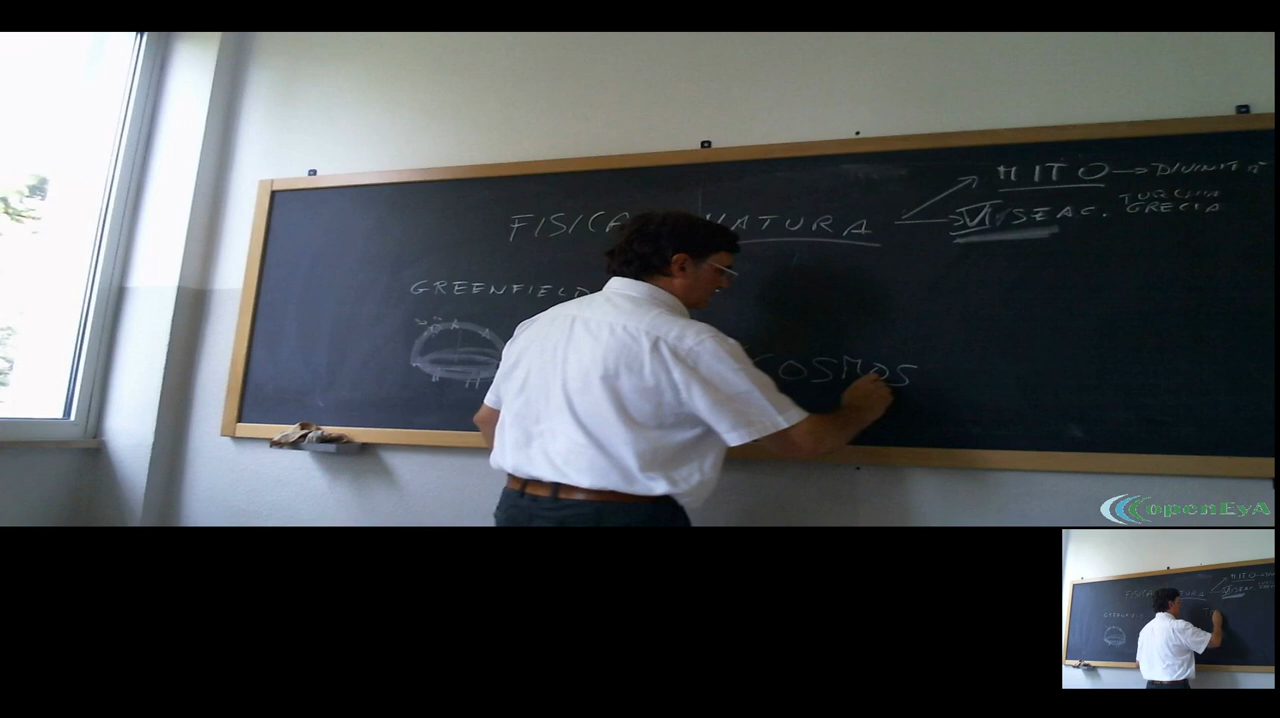 MITO → DIVINITÀ
FISICA NATURA → VI SEC A.C. TURCHIA
GRECIA
GREENFIELD
COSMOS
openEyA